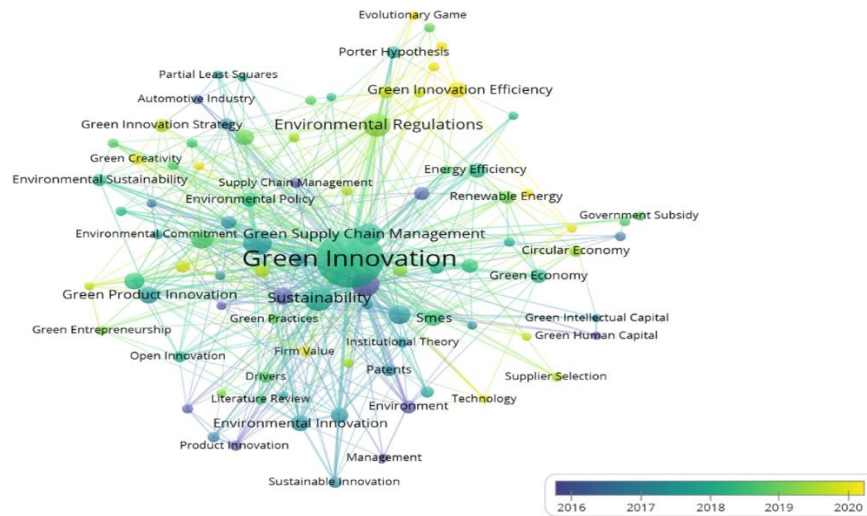 Evolutionary Game
Porter Hypothesis
Partial Least Squares
Green Innovation Efficiency
Automotive Industry
Green Innovation Strategy
Environmental Regulations
Green Creativity
Energy Efficiency
Environmental Sustainability
Supply Chain Management
Environmental Policy
Renewable Energy
Government Subsidy
Environmental Commitment
Green Supply Chain Management
Circular Economy
Green Innovation
Green Economy
Green Product Innovation
Sustainability
Green Practices
Smes
Green Intellectual Capital
Green Entrepreneurship
Green Human Capital
Institutional Theory
Open Innovation
Firm Value
Patents
Drivers
Supplier Selection
Literature Review
Technology
Environment
Environmental Innovation
Product Innovation
Management
Sustainable Innovation
2016 2017 2018 2019 2020